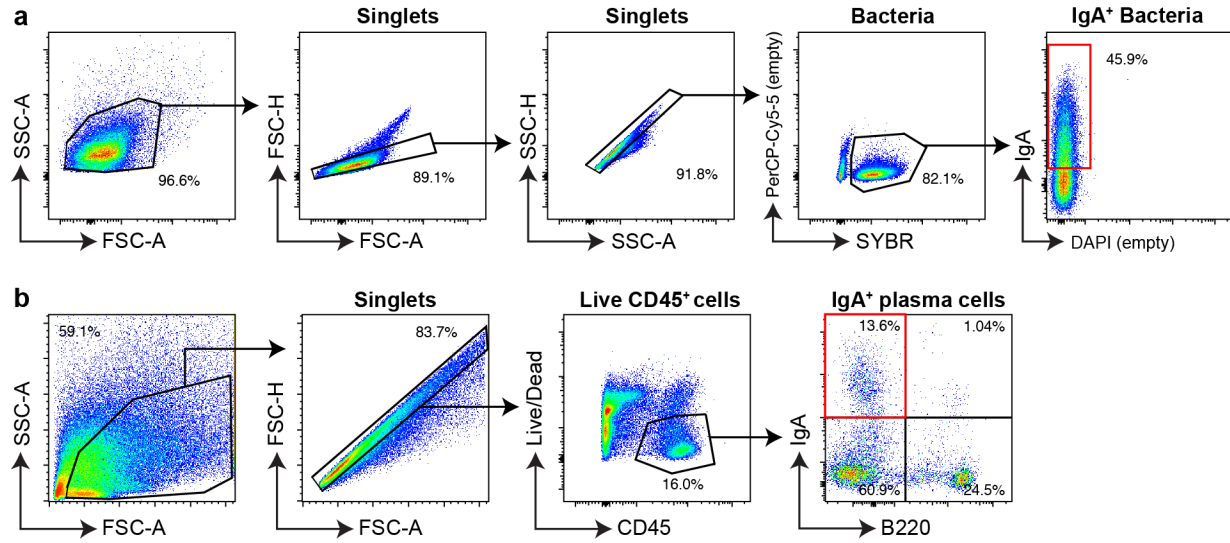 a
Singlets
Singlets
Bacteria
IgA⁺ Bacteria
SSC-A
96.6%
FSC-A
FSC-H
89.1%
FSC-A
SSC-H
91.8%
SSC-A
PerCP-Cy5-5 (empty)
82.1%
SYBR
IgA
45.9%
DAPI (empty)
b
Singlets
Live CD45⁺ cells
IgA⁺ plasma cells
SSC-A
59.1%
FSC-A
FSC-H
83.7%
FSC-A
Live/Dead
16.0%
CD45
IgA
13.6%
1.04%
60.9%
24.5%
B220